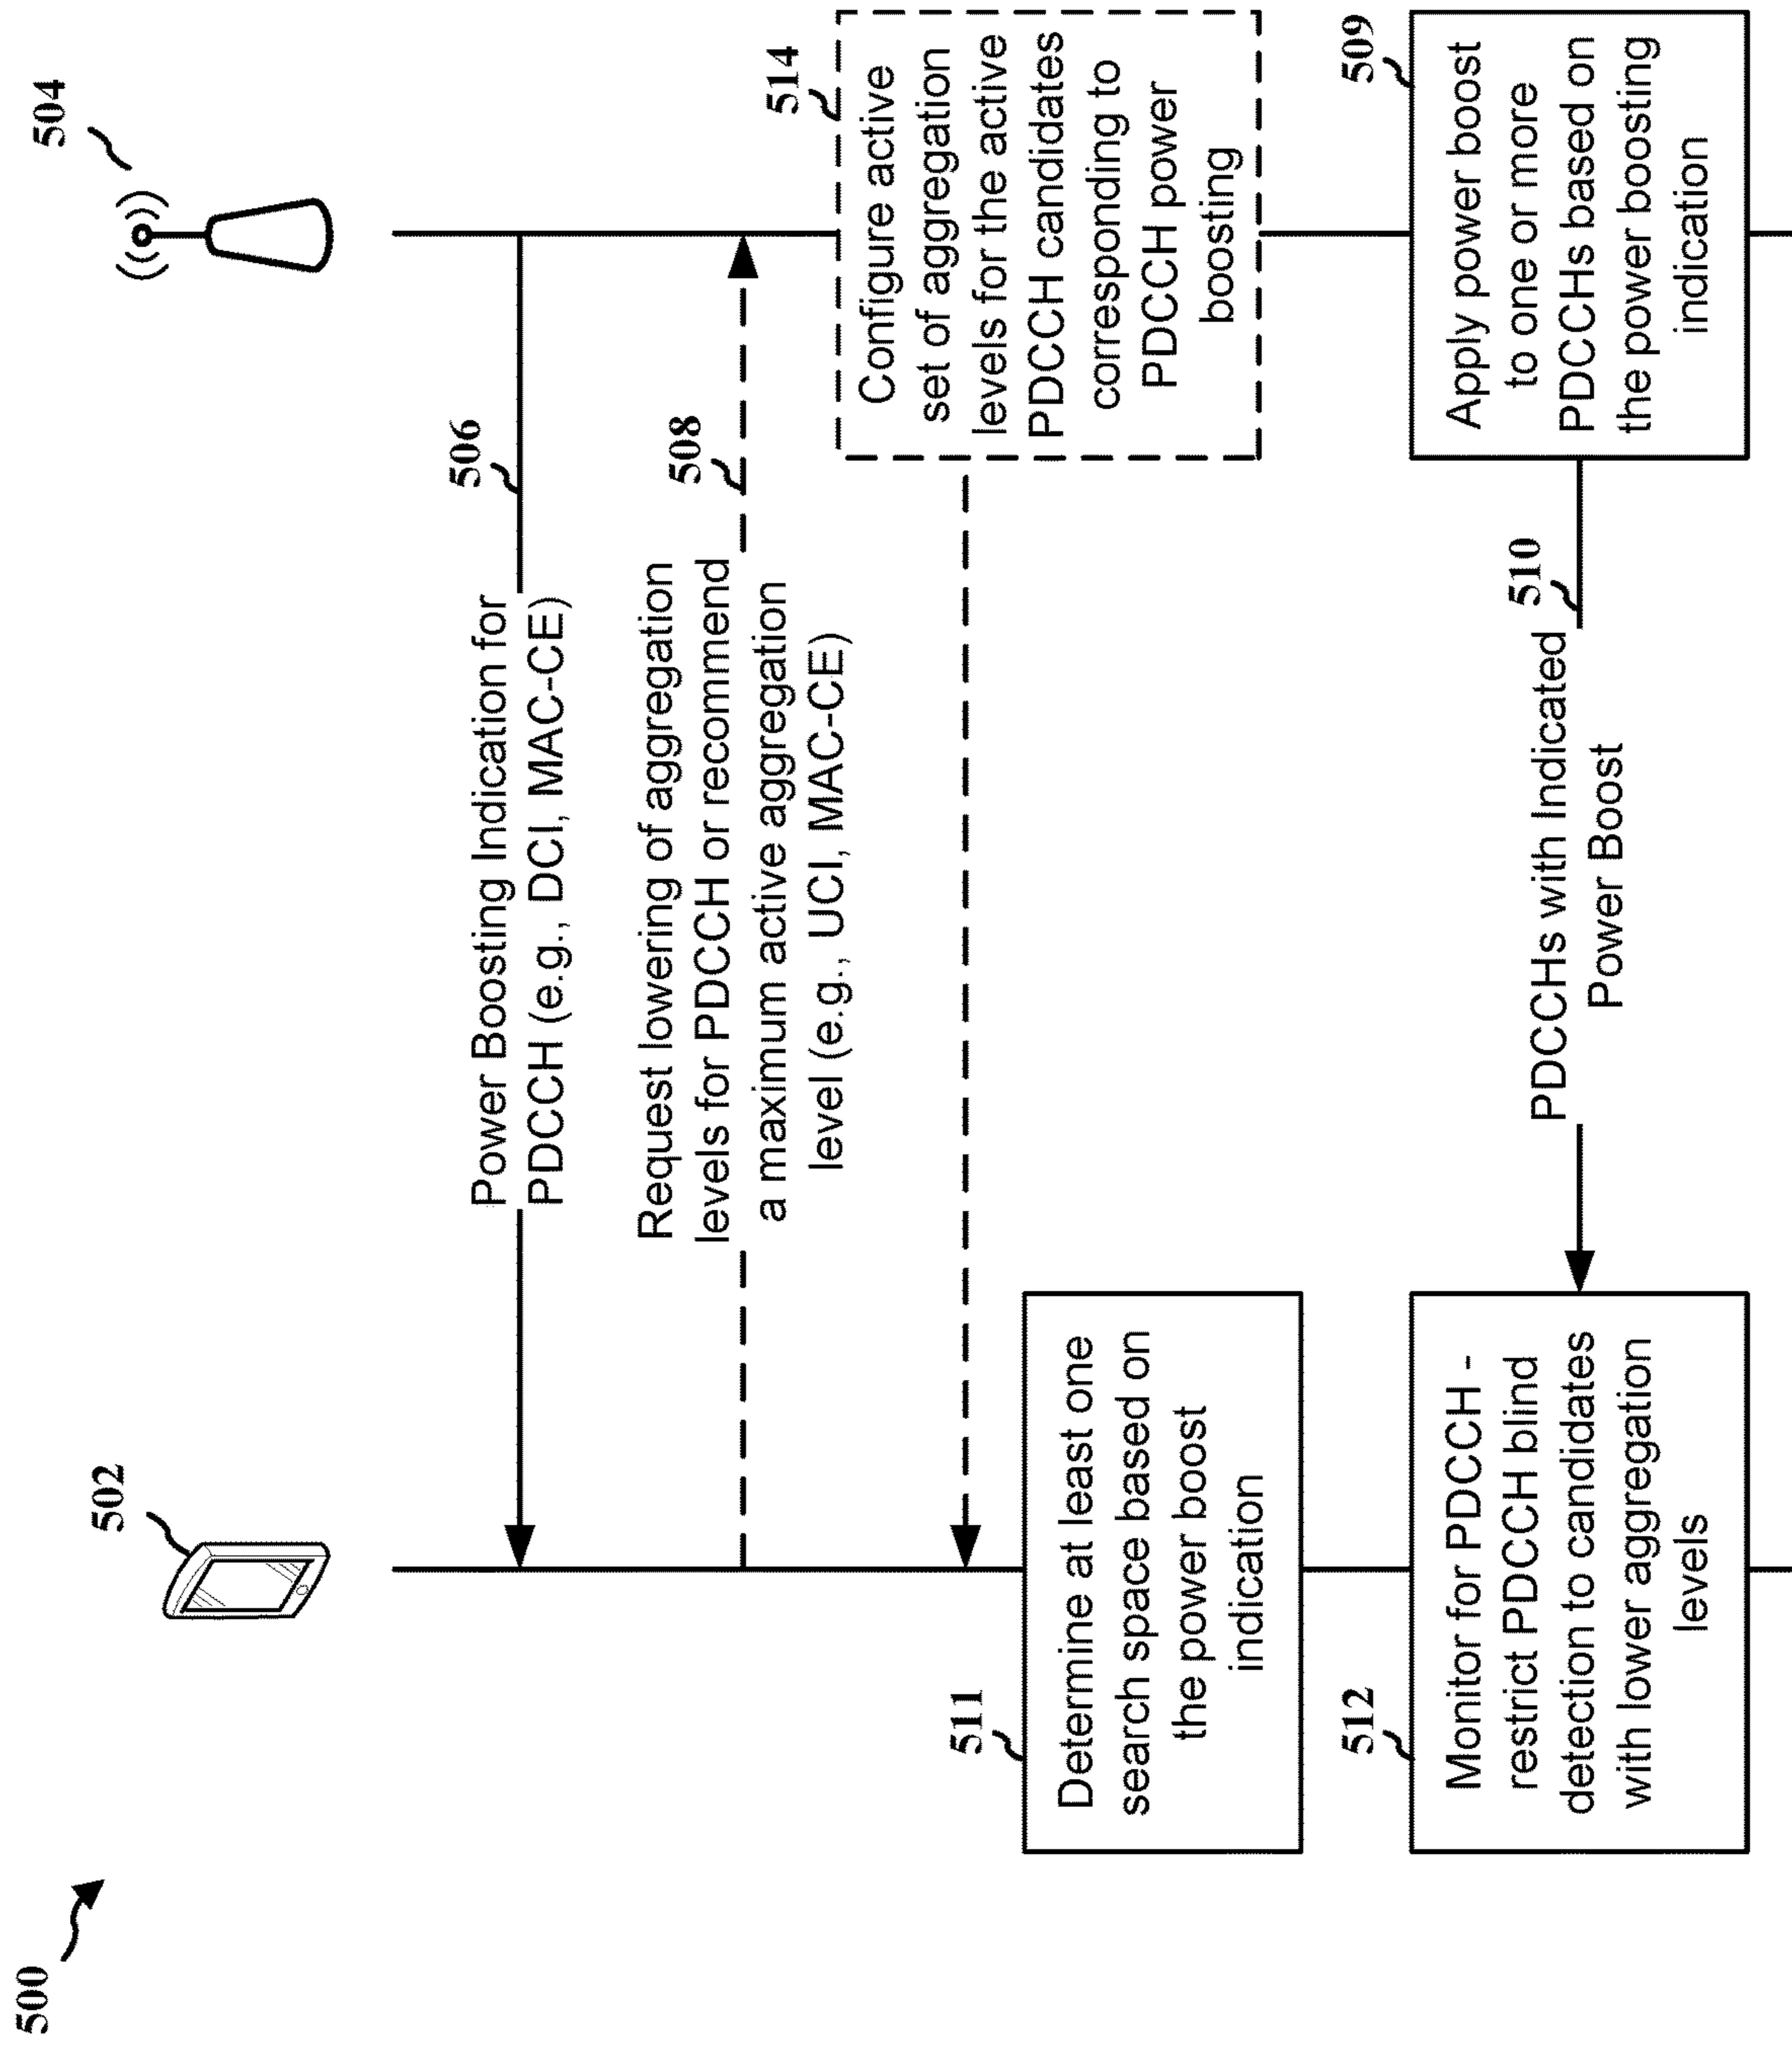 500
502
504
506
Power Boosting Indication for
PDCCH (e.g., DCI, MAC-CE)
508
Request lowering of aggregation
levels for PDCCH or recommend
a maximum active aggregation
level (e.g., UCI, MAC-CE)
514
Configure active
set of aggregation
levels for the active
PDCCH candidates
corresponding to
PDCCH power
boosting
511
Determine at least one
search space based on
the power boost
indication
509
Apply power boost
to one or more
PDCCHs based on
the power boosting
indication
510
PDCCHs with Indicated
Power Boost
512
Monitor for PDCCH -
restrict PDCCH blind
detection to candidates
with lower aggregation
levels